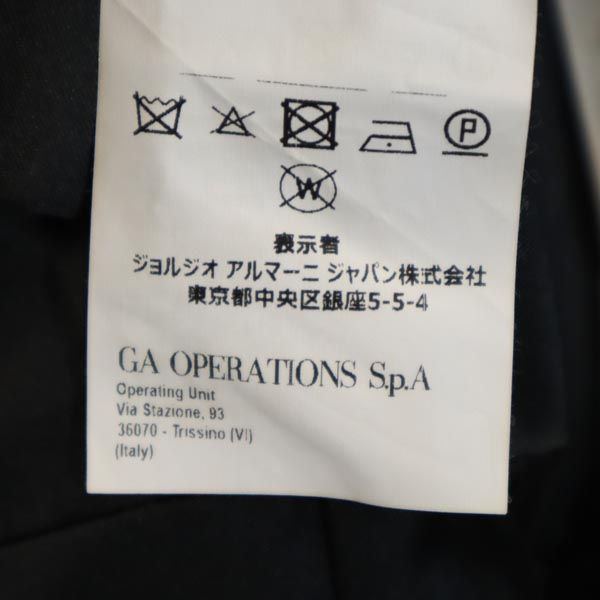 P
W
表示者
ジョルジオ アルマーニ ジャパン株式会社
東京都中央区銀座5-5-4
GA OPERATIONS S.p.A
Operating Unit
Via Stazione, 93
36070 - Trissino (VI)
(Italy)